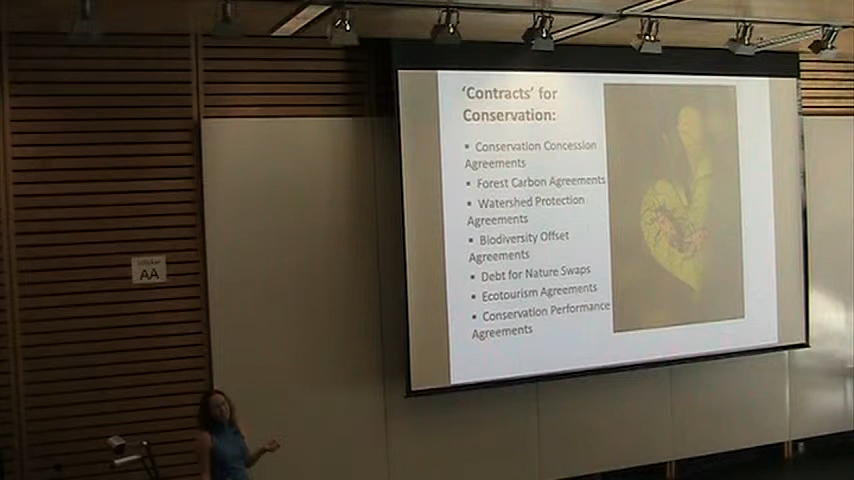 'Contracts' for
Conservation:
▪ Conservation Concession
Agreements
▪ Forest Carbon Agreements
▪ Watershed Protection
Agreements
▪ Biodiversity Offset
Agreements
▪ Debt for Nature Swaps
▪ Ecotourism Agreements
▪ Conservation Performance
Agreements
AA